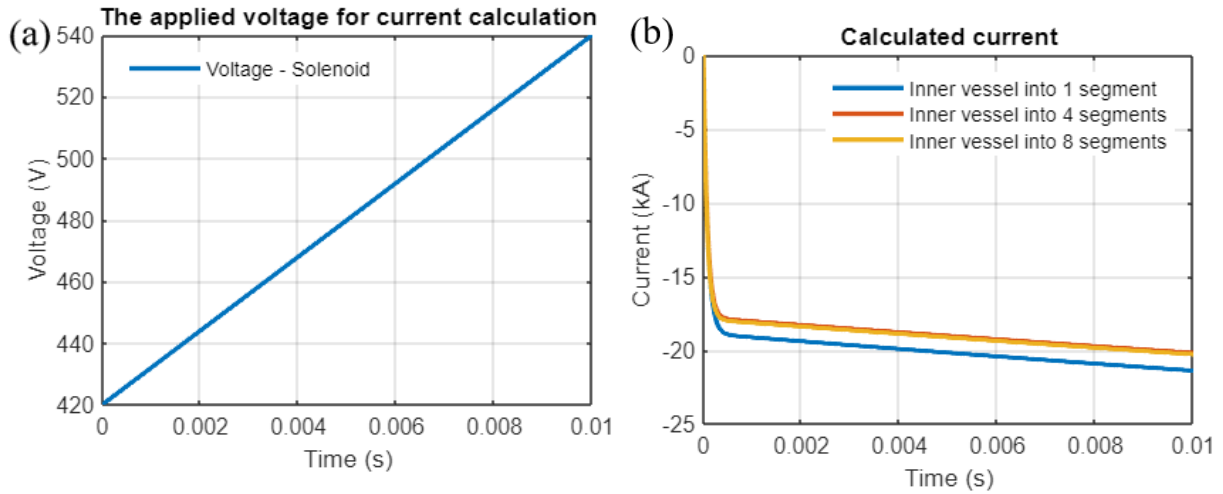 (a)
The applied voltage for current calculation
Voltage - Solenoid
540
520
500
480
460
440
420
Voltage (V)
0 0.002 0.004 0.006 0.008 0.01
Time (s)
(b)
Calculated current
Inner vessel into 1 segment
Inner vessel into 4 segments
Inner vessel into 8 segments
0
-5
-10
-15
-20
-25
Current (kA)
0 0.002 0.004 0.006 0.008 0.01
Time (s)